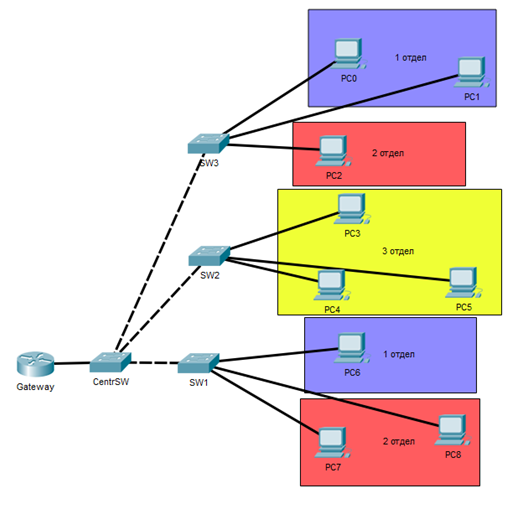 PC0
1 отдел
PC1
SW3
2 отдел
PC2
PC3
3 отдел
SW2
PC4
PC5
Gateway
CentrSW
SW1
PC6
1 отдел
PC7
2 отдел
PC8